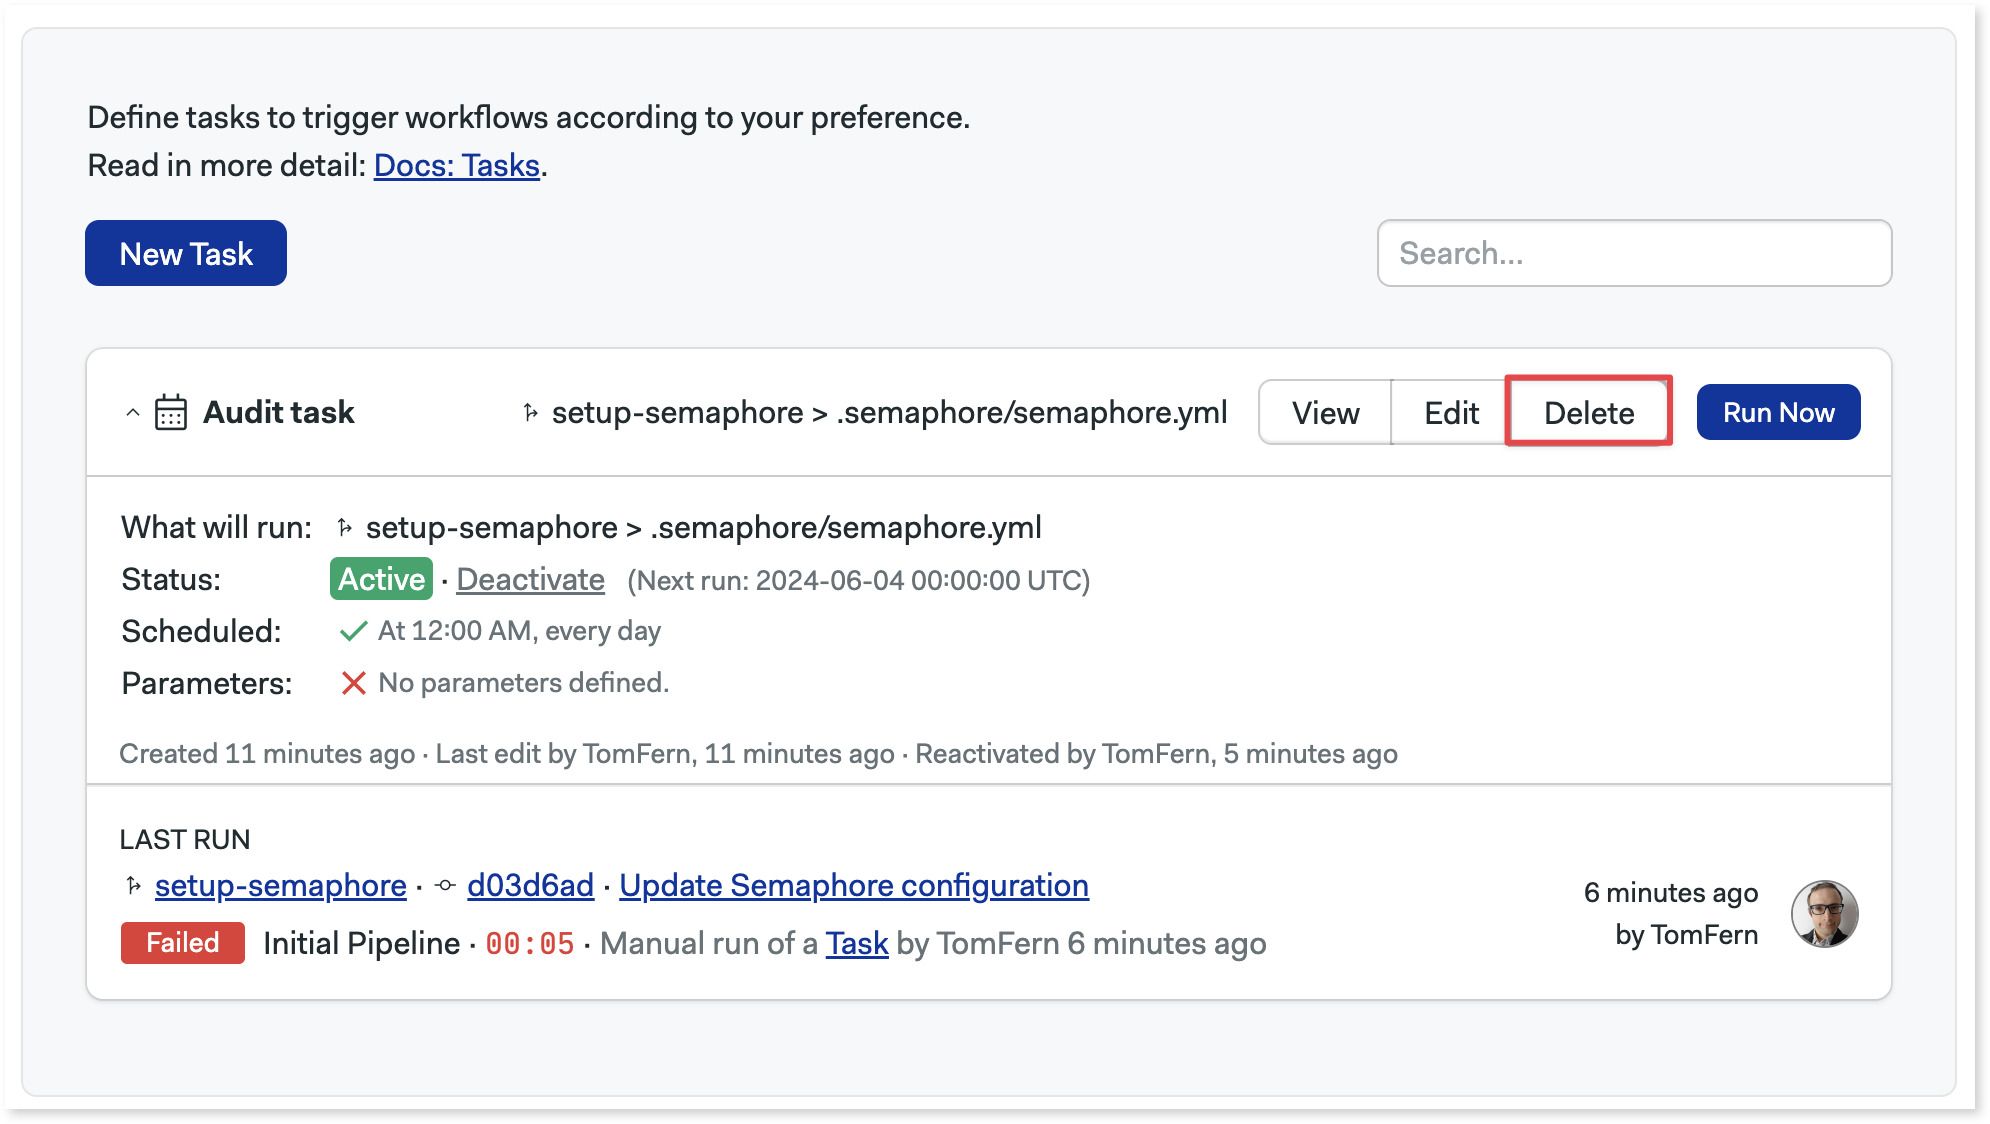 Define tasks to trigger workflows according to your preference.
Read in more detail: Docs: Tasks.
New Task
Search...
Audit task
setup-semaphore > .semaphore/semaphore.yml
View
Edit
Delete
Run Now
What will run: setup-semaphore > .semaphore/semaphore.yml
Status: Active · Deactivate (Next run: 2024-06-04 00:00:00 UTC)
Scheduled: At 12:00 AM, every day
Parameters: No parameters defined.
Created 11 minutes ago · Last edit by TomFern, 11 minutes ago · Reactivated by TomFern, 5 minutes ago
LAST RUN
setup-semaphore · d03d6ad · Update Semaphore configuration
Failed Initial Pipeline · 00:05 · Manual run of a Task by TomFern 6 minutes ago
6 minutes ago
by TomFern